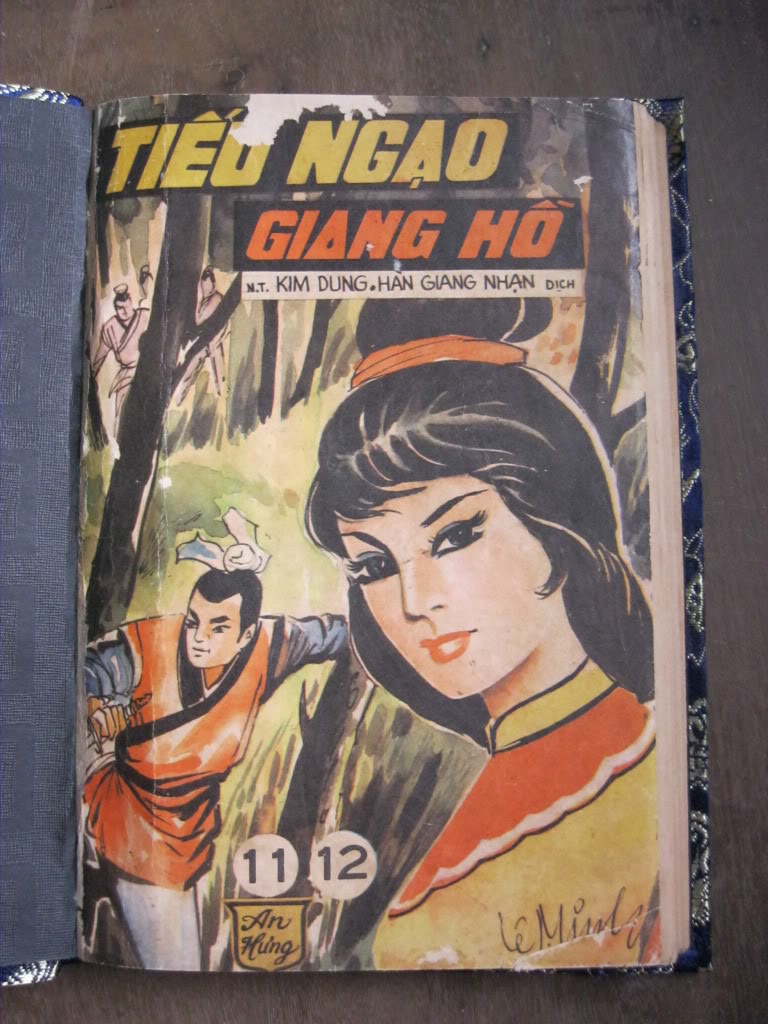 TIẾU NGẠO
GIANG HỒ
N.T. KIM DUNG. HÀN GIANG NHẠN DỊCH
11 12
An
Hưng
Lê Minh